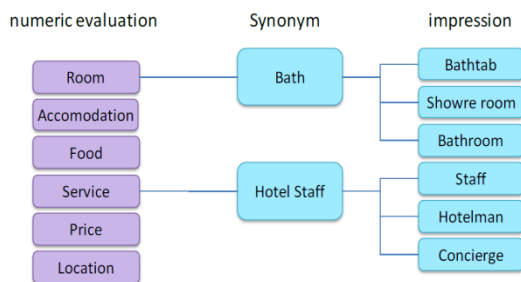 numeric evaluation
Synonym
impression
Room
Accomodation
Food
Service
Price
Location
Bath
Hotel Staff
Bathtab
Showre room
Bathroom
Staff
Hotelman
Concierge